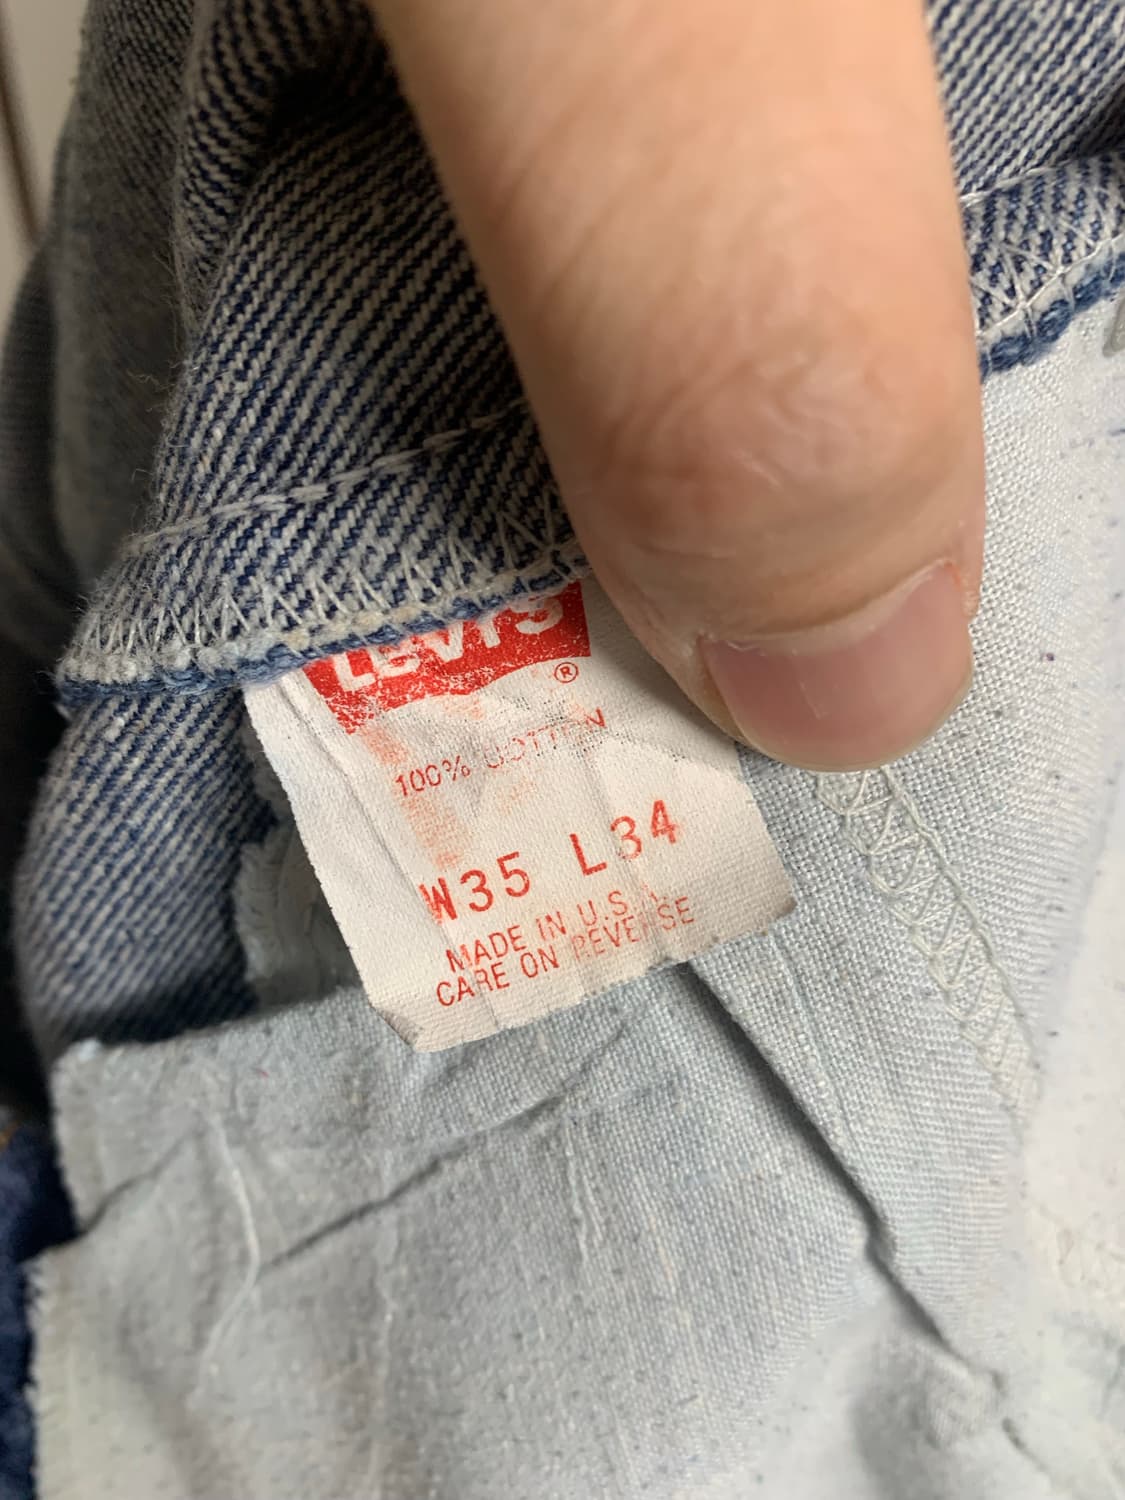 LEVI'S
®
100% COTTON
W35 L34
MADE IN U.S.A.
CARE ON REVERSE